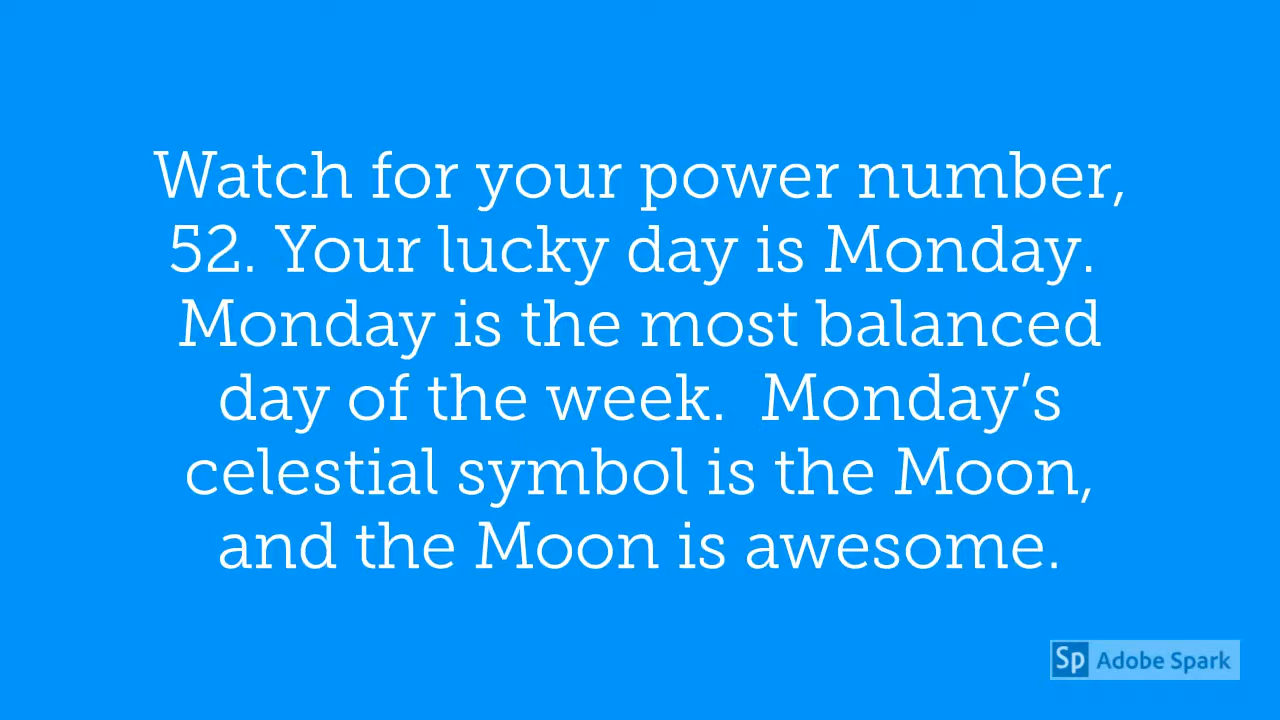 Watch for your power number,
52. Your lucky day is Monday.
Monday is the most balanced
day of the week.  Monday’s
celestial symbol is the Moon,
and the Moon is awesome.
Sp Adobe Spark